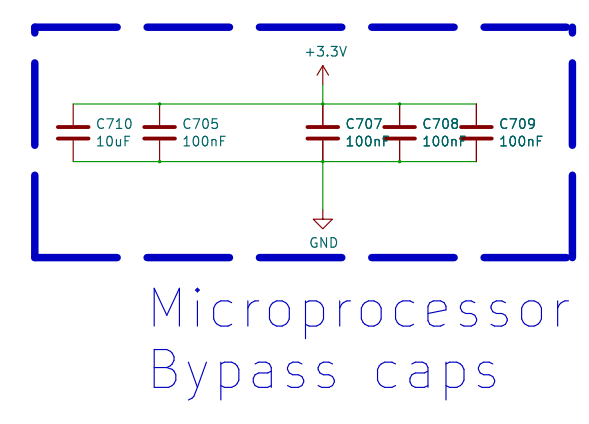 +3.3V
C710 C705 C707 C708 C709
10uF 100nF 100nF 100nF 100nF
GND
Microprocessor
Bypass caps